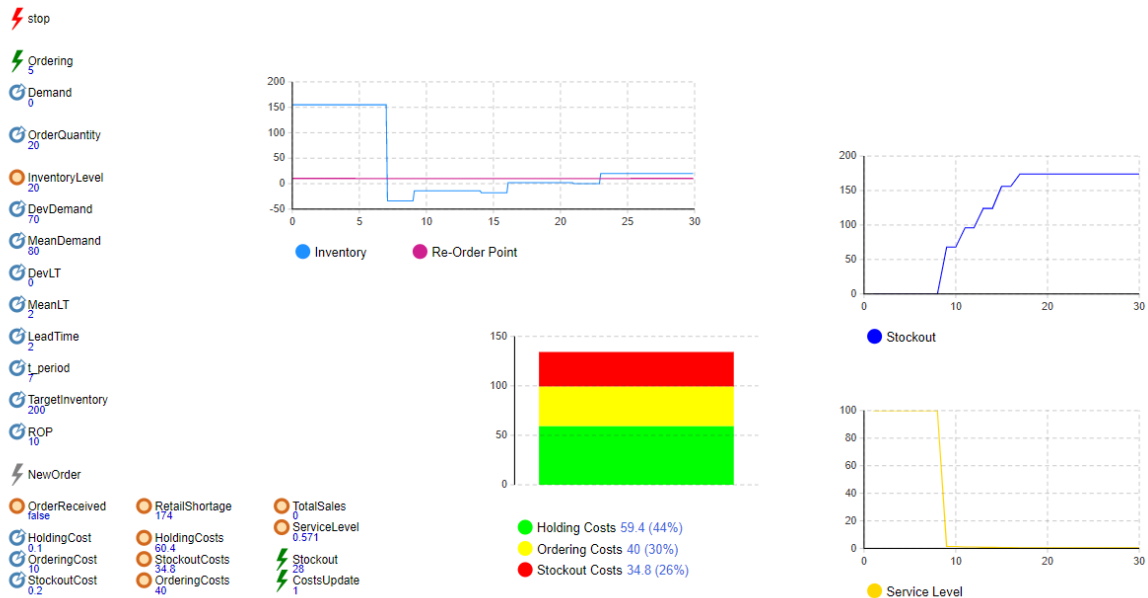 stop
Ordering
5
Demand
0
OrderQuantity
20
InventoryLevel
20
DevDemand
70
MeanDemand
80
DevLT
0
MeanLT
2
LeadTime
2
t_period
7
TargetInventory
200
ROP
10
NewOrder
OrderReceived RetailShortage TotalSales
false 174 0
ServiceLevel
0.571
HoldingCost HoldingCosts
0.1 60.4
OrderingCost StockoutCosts Stockout
10 34.8 28
StockoutCost OrderingCosts CostsUpdate
0.2 40 1
200
150
100
50
0
-50
0 5 10 15 20 25 30
Inventory Re-Order Point
150
100
50
0
Holding Costs 59.4 (44%)
Ordering Costs 40 (30%)
Stockout Costs 34.8 (26%)
200
150
100
50
0
0 10 20 30
Stockout
100
80
60
40
20
0
0 10 20 30
Service Level